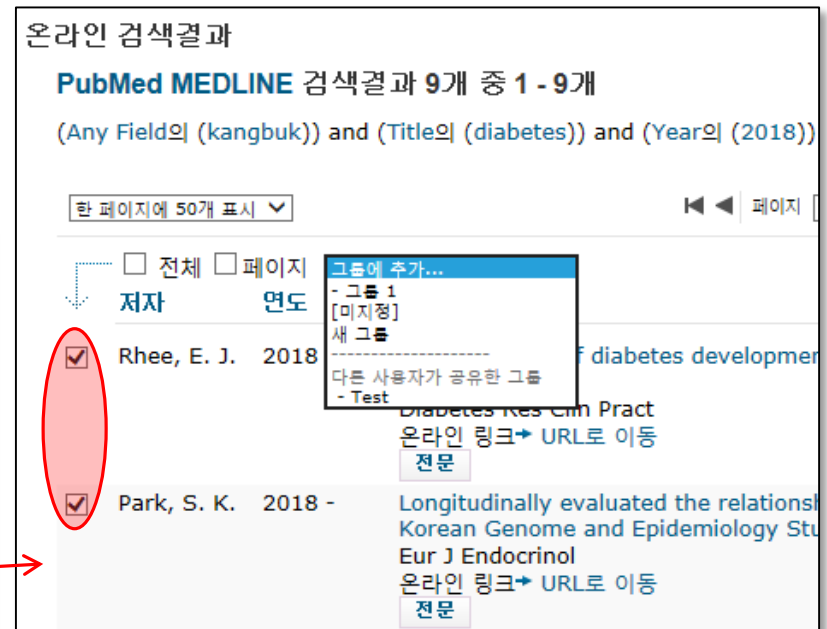 온라인 검색결과
PubMed MEDLINE 검색결과 9개 중 1 - 9개
(Any Field의 (kangbuk)) and (Title의 (diabetes)) and (Year의 (2018))
한 페이지에 50개 표시
페이지
전체 페이지
그룹에 추가...
- 그룹 1
[미지정]
새 그룹
---------------------
다른 사용자가 공유한 그룹
- Test
저자 연도
Rhee, E. J. 2018
diabetes
Diabetes Res Clin Pract
온라인 링크➔ URL로 이동
전문
Park, S. K. 2018 -
Longitudinally evaluated the
Korean Genome and Epidemiology
Eur J Endocrinol
온라인 링크➔ URL로 이동
전문